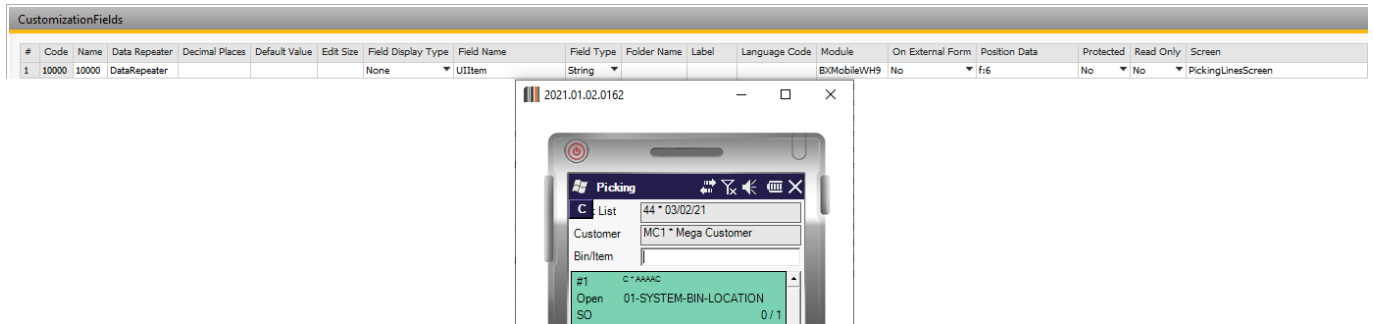 CustomizationFields
# Code Name Data Repeater Decimal Places Default Value Edit Size Field Display Type Field Name Field Type Folder Name Label Language Code Module On External Form Position Data Protected Read Only Screen
1 10000 10000 DataRepeater None UIItem String BXMobileWH9 No f:6 No No PickingLinesScreen
2021.01.02.0162
Picking
C List 44 * 03/02/21
Customer MC1 * Mega Customer
Bin/Item
#1 C * AAAAC
Open 01-SYSTEM-BIN-LOCATION
SO 0 / 1